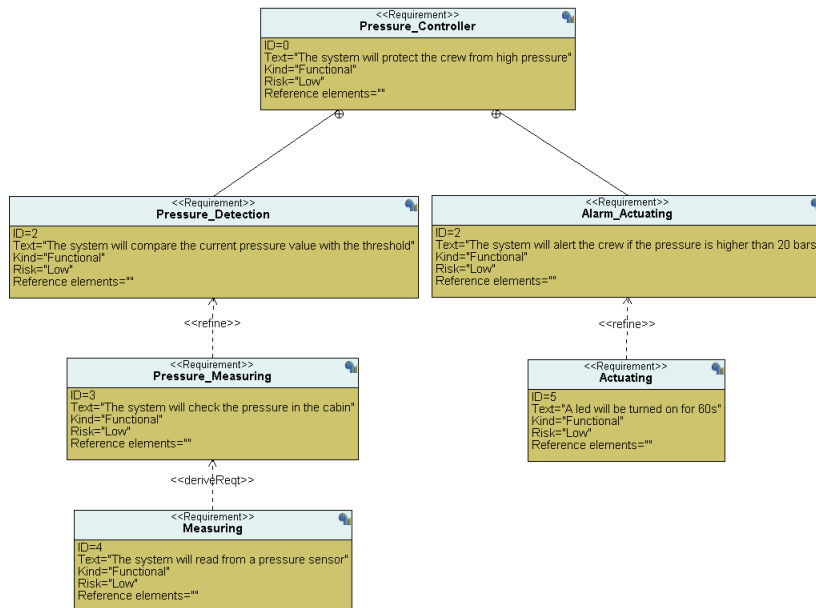 <<Requirement>>
Pressure_Controller
ID=0
Text="The system will protect the crew from high pressure"
Kind="Functional"
Risk="Low"
Reference elements=""
<<Requirement>>
Pressure_Detection
ID=2
Text="The system will compare the current pressure value with the threshold"
Kind="Functional"
Risk="Low"
Reference elements=""
<<Requirement>>
Alarm_Actuating
ID=2
Text="The system will alert the crew if the pressure is higher than 20 bars
Kind="Functional"
Risk="Low"
Reference elements=""
<<refine>>
<<refine>>
<<Requirement>>
Pressure_Measuring
ID=3
Text="The system will check the pressure in the cabin"
Kind="Functional"
Risk="Low"
Reference elements=""
<<Requirement>>
Actuating
ID=5
Text="A led will be turned on for 60s"
Kind="Functional"
Risk="Low"
Reference elements=""
<<deriveReqt>>
<<Requirement>>
Measuring
ID=4
Text="The system will read from a pressure sensor"
Kind="Functional"
Risk="Low"
Reference elements=""